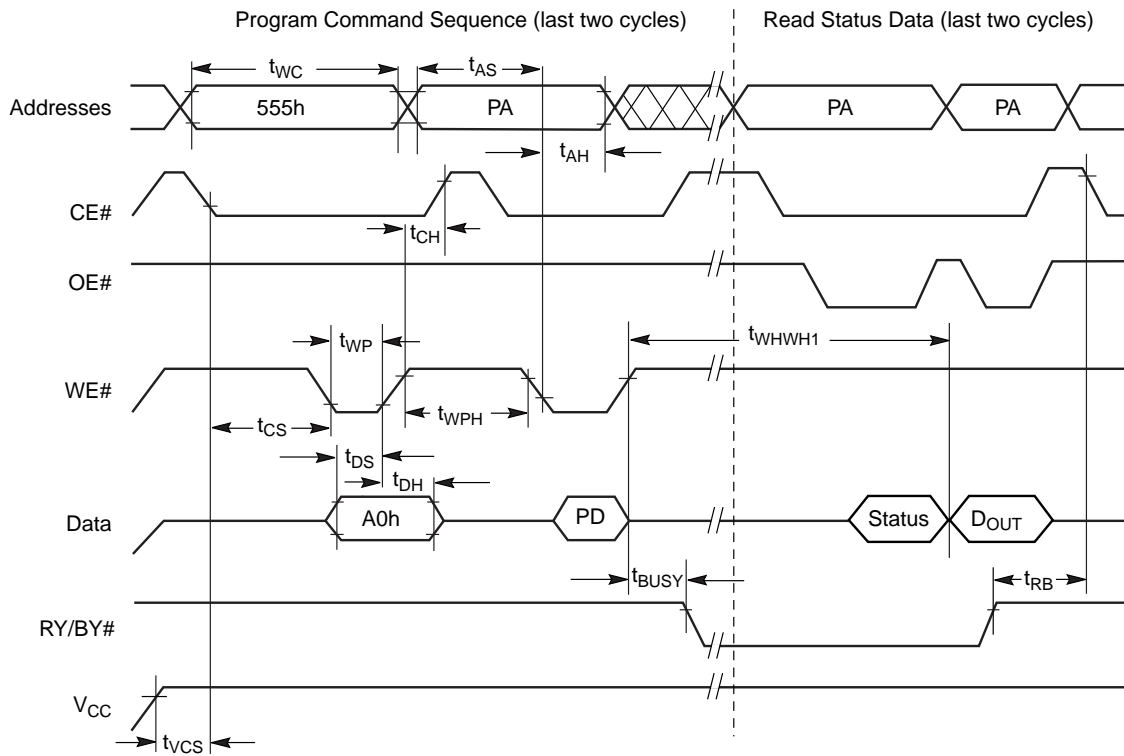 Program Command Sequence (last two cycles) Read Status Data (last two cycles)
tWC tAS
Addresses 555h PA PA PA
tAH
CE#
tCH
OE#
tWP tWHWH1
WE#
tCS tWPH
tDS
tDH
Data A0h PD Status DOUT
tBUSY tRB
RY/BY#
VCC
tVCS